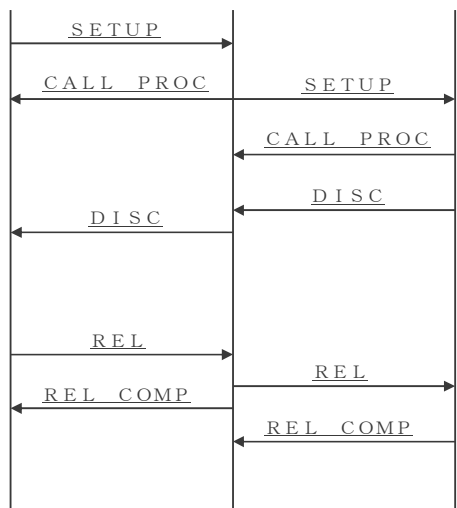 SETUP
CALL PROC
SETUP
CALL PROC
DISC
DISC
REL
REL
REL COMP
REL COMP